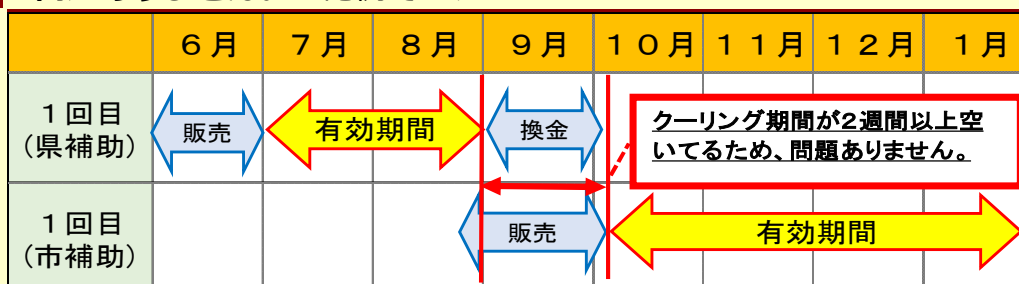 6月 7月 8月 9月 10月 11月 12月 1月
1回目
(県補助)
販売 有効期間 換金
クーリング期間が2週間以上空
いてるため、問題ありません。
1回目
(市補助)
販売 有効期間